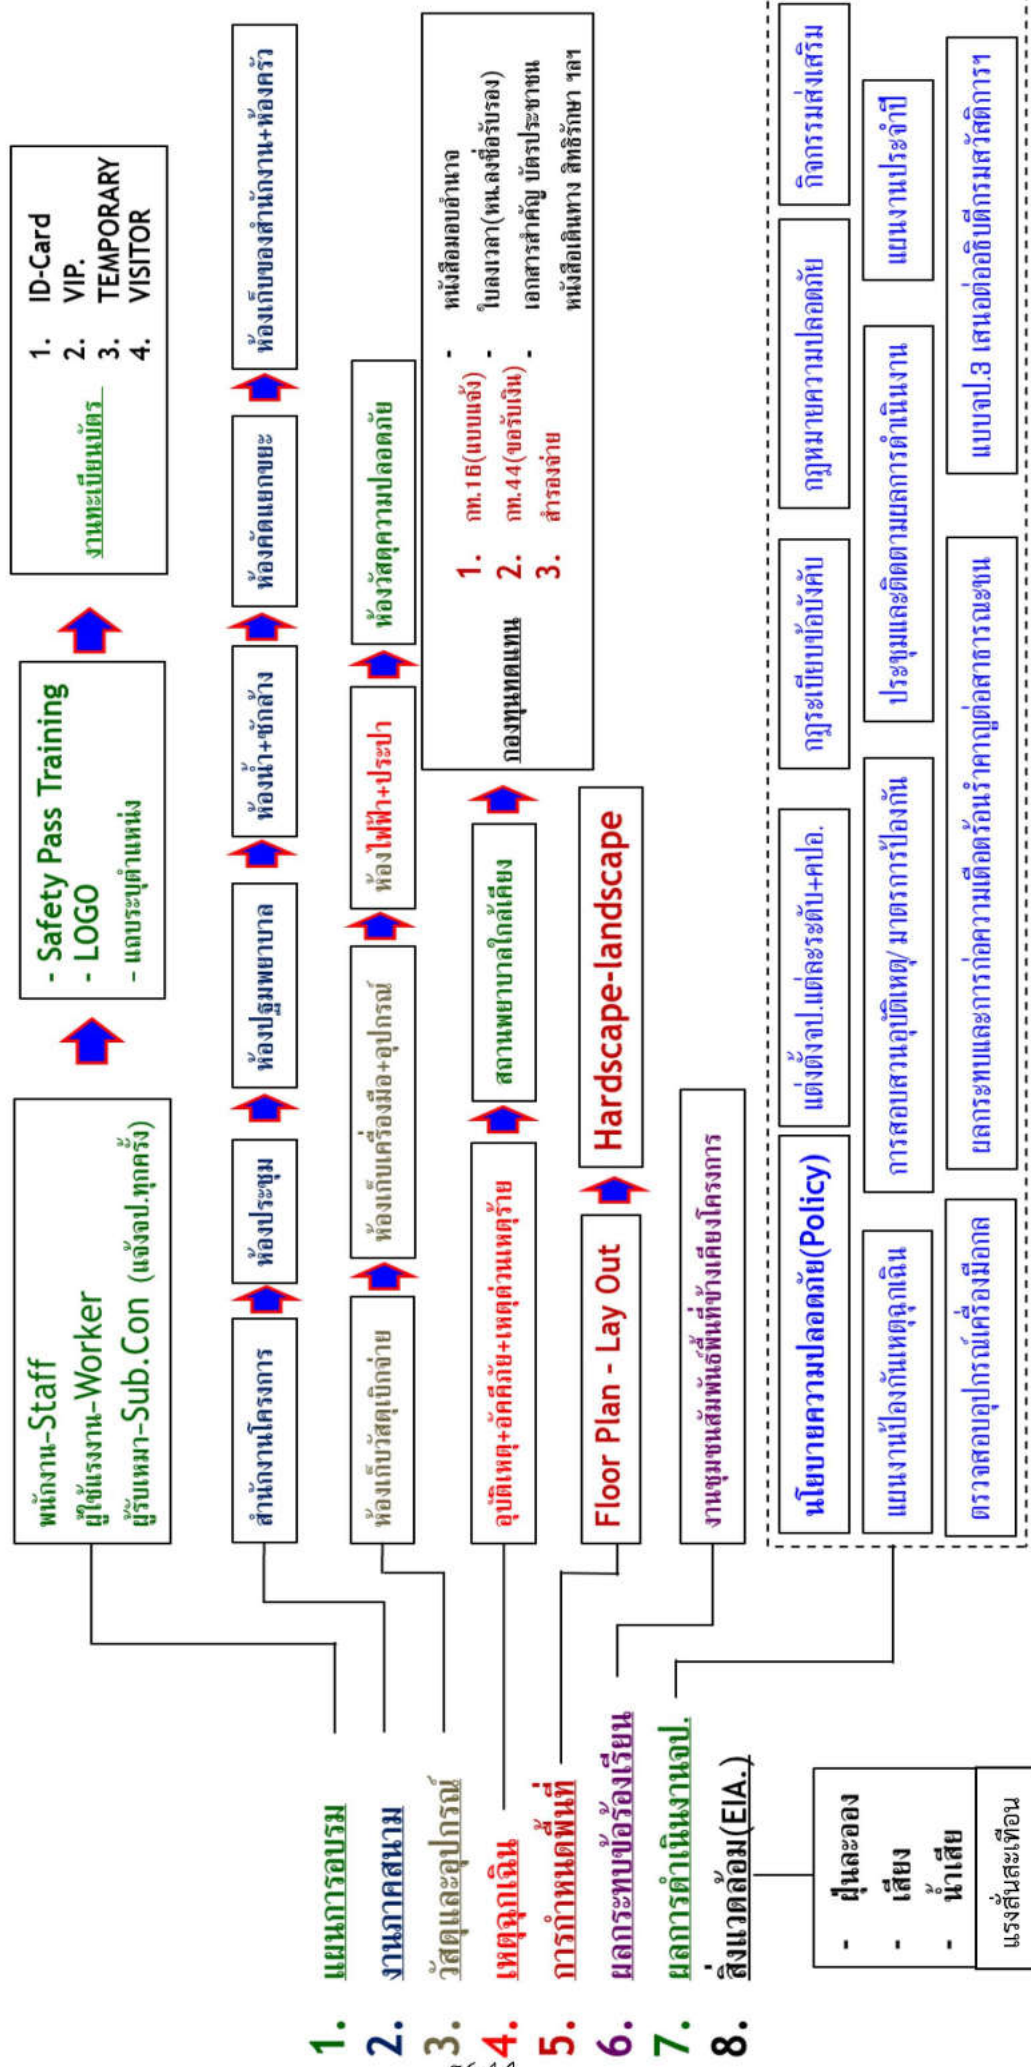 1. แผนการอบรม
2. งานภาคสนาม
3. วัสดุและอุปกรณ์
4. เหตุฉุกเฉิน
5. การกำหนดพื้นที่
6. ผลกระทบข้อร้องเรียน
7. ผลการดำเนินงานจป.
8. สิ่งแวดล้อม(EIA.)
- ฝุ่นละออง
- เสียง
- น้ำเสีย
แรงสั่นสะเทือน
พนักงาน-Staff
ผู้ใช้แรงงาน-Worker
ผู้รับเหมา-Sub.Con (แจ้งจป.ทุกครั้ง)
- Safety Pass Training
- LOGO
- แถบระบุตำแหน่ง
งานทะเบียนบัตร
1. ID-Card
2. VIP.
3. TEMPORARY
4. VISITOR
สำนักงานโครงการ
ห้องประชุม
ห้องปฐมพยาบาล
ห้องน้ำ+ซักล้าง
ห้องคัดแยกขยะ
ห้องเก็บของสำนักงาน+ห้องครัว
ห้องเก็บวัสดุเบิกจ่าย
ห้องเก็บเครื่องมือ+อุปกรณ์
ห้องไฟฟ้า+ประปา
ห้องวัสดุความปลอดภัย
อุบัติเหตุ+อัคคีภัย+เหตุด่วนเหตุร้าย
สถานพยาบาลใกล้เคียง
กองทุนทดแทน
1. กท.16(แบบแจ้ง)
2. กท.44(ขอรับเงิน)
3. สำรองจ่าย
- หนังสือมอบอำนาจ
- ใบลงเวลา(หน.ลงชื่อรับรอง)
- เอกสารสำคัญ บัตรประชาชน
หนังสือเดินทาง สิทธิรักษา ฯลฯ
Floor Plan - Lay Out
Hardscape-landscape
งานชุมชนสัมพันธ์พื้นที่ข้างเคียงโครงการ
นโยบายความปลอดภัย(Policy)
แต่งตั้งจป.แต่ละระดับ+คปอ.
กฎระเบียบข้อบังคับ
กฎหมายความปลอดภัย
กิจกรรมส่งเสริม
แผนงานป้องกันเหตุฉุกเฉิน
การสอบสวนอุบัติเหตุ/ มาตรการป้องกัน
ประชุมและติดตามผลการดำเนินงาน
แผนงานประจำปี
ตรวจสอบอุปกรณ์เครื่องมือกล
ผลกระทบและการก่อความเดือดร้อนรำคาญต่อสาธารณะชน
แบบจป.3 เสนอต่ออธิบดีกรมสวัสดิการฯ